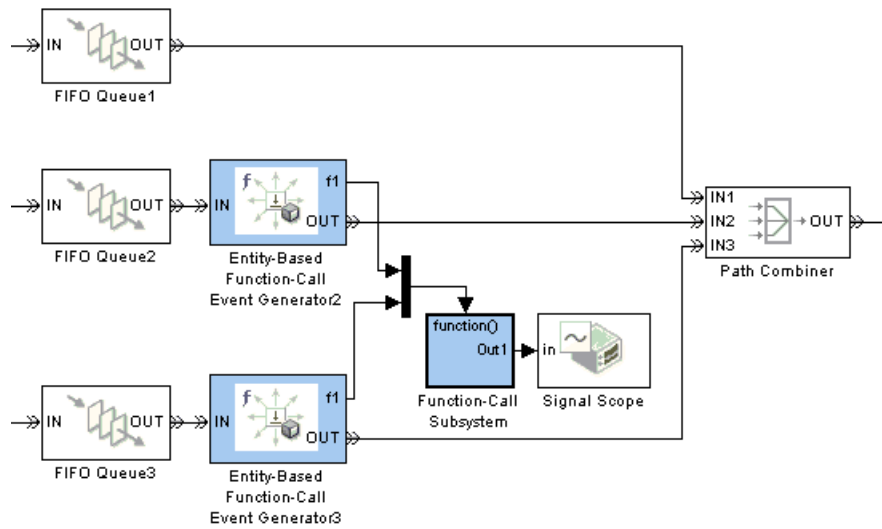 IN OUT
FIFO Queue1
IN OUT
FIFO Queue2
IN f1
OUT
Entity-Based
Function-Call
Event Generator2
IN1
IN2 OUT
IN3
Path Combiner
function()
Out1
Function-Call
Subsystem
in
Signal Scope
IN OUT
FIFO Queue3
f1
IN
OUT
Entity-Based
Function-Call
Event Generator3